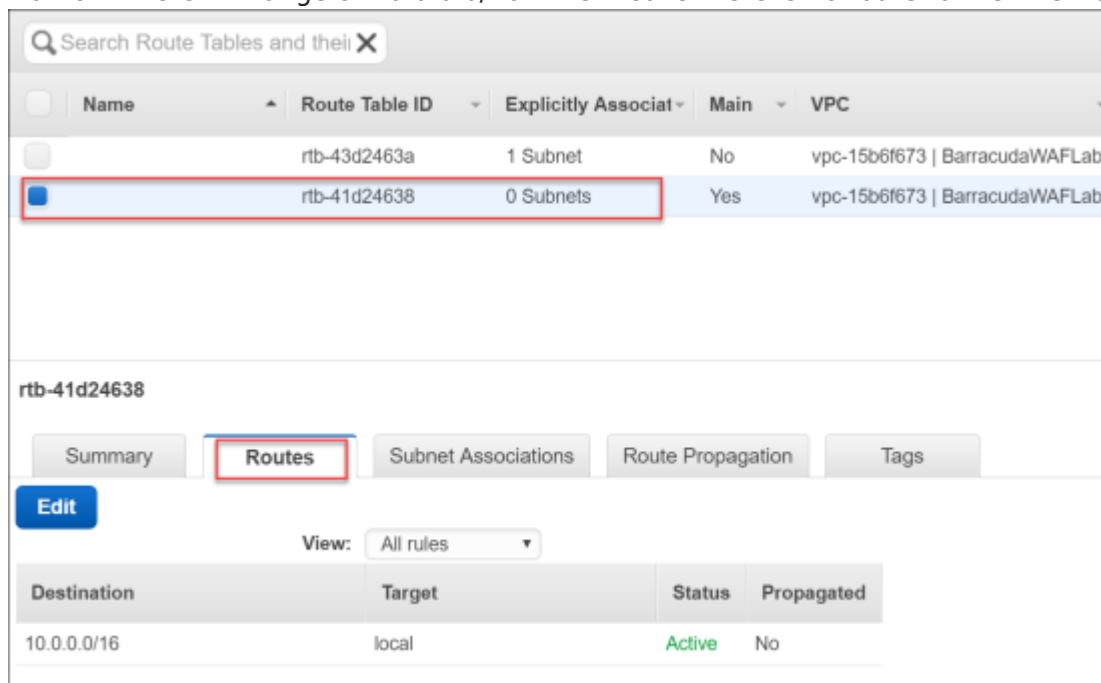 Search Route Tables and thei
Name Route Table ID Explicitly Associat Main VPC
rtb-43d2463a 1 Subnet No vpc-15b6f673 | BarracudaWAFLab
rtb-41d24638 0 Subnets Yes vpc-15b6f673 | BarracudaWAFLab
rtb-41d24638
Summary Routes Subnet Associations Route Propagation Tags
Edit
View: All rules
Destination Target Status Propagated
10.0.0.0/16 local Active No